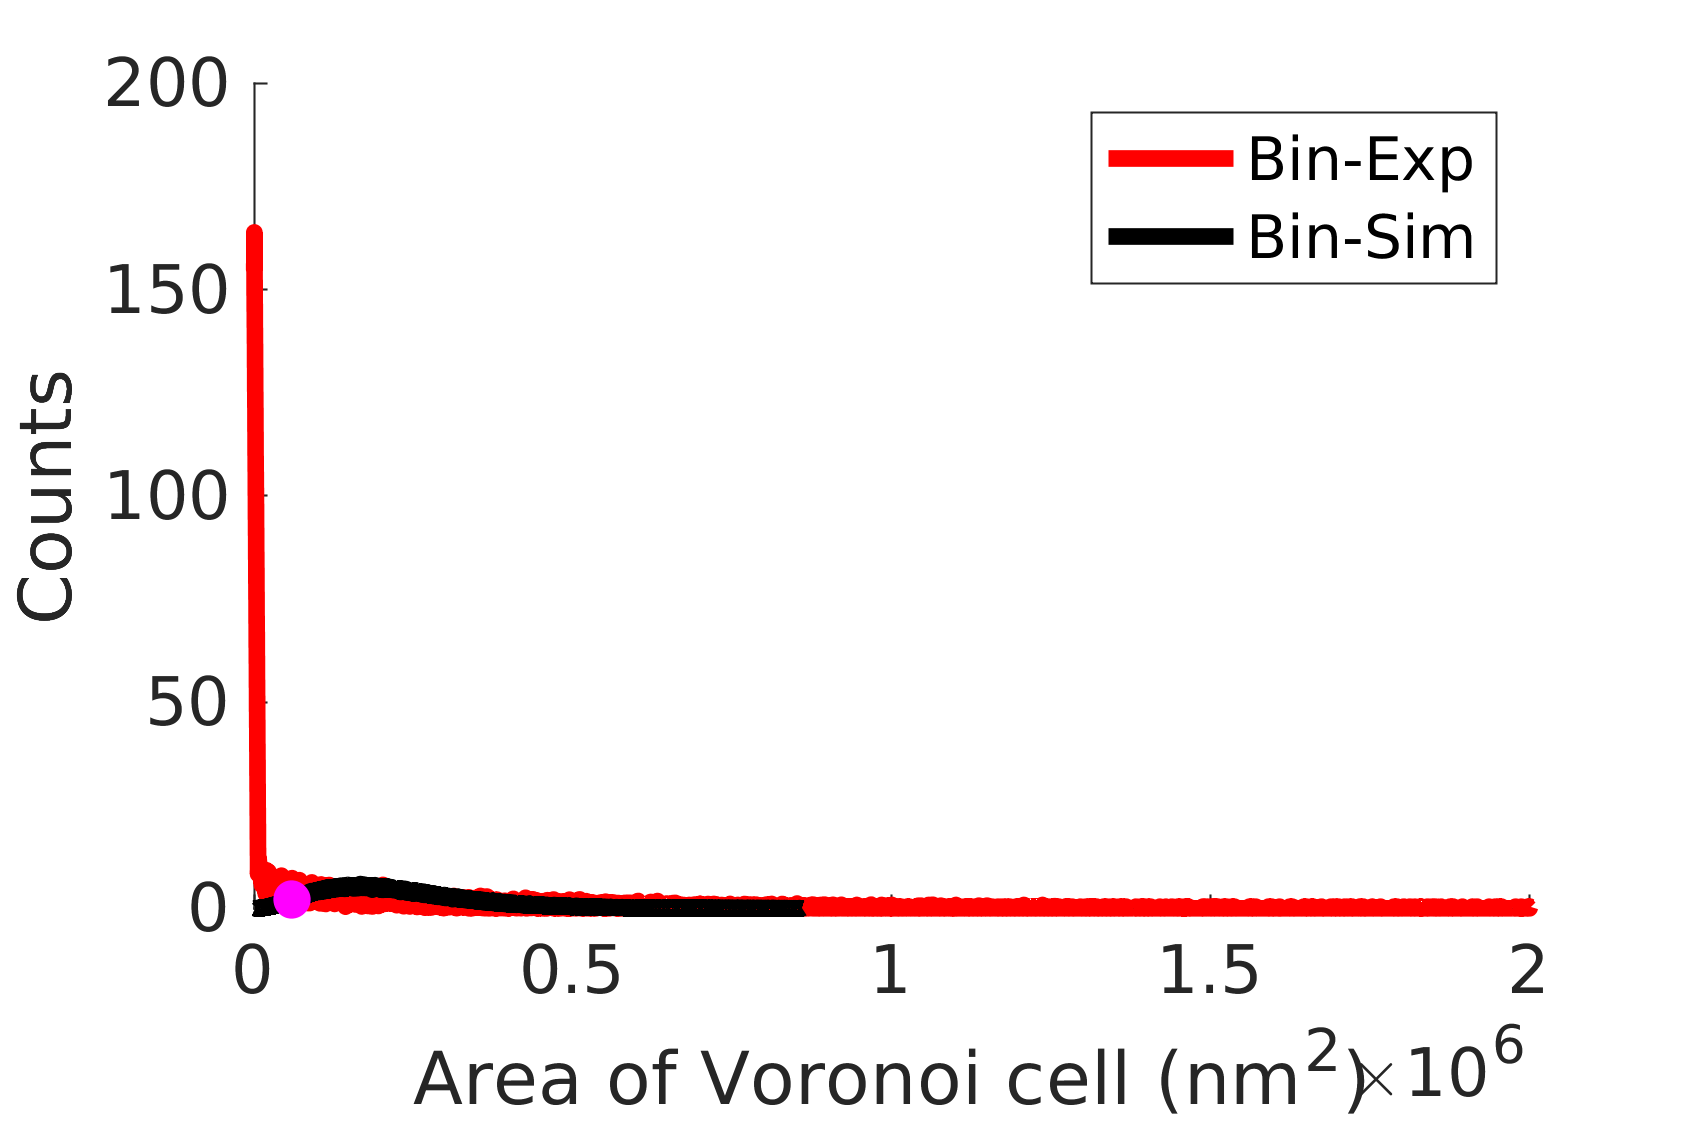 200
150
100
50
0
Counts
Bin-Exp
Bin-Sim
0 0.5 1 1.5 2
Area of Voronoi cell (nm²)×10⁶